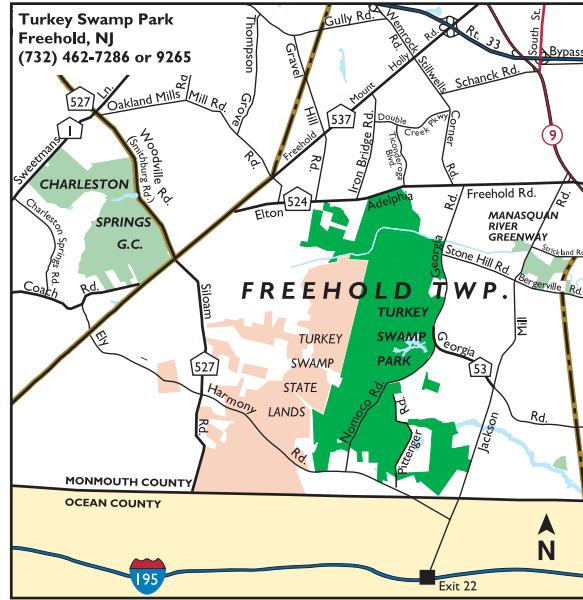 Turkey Swamp Park
Freehold, NJ
(732) 462-7286 or 9265
Gully Rd.
Wemrock Rd.
Rt. 33
South St.
Bypass
Thompson Grove Rd.
Gravel Hill Rd.
Mount Holly Rd.
Stillwells Corner Rd.
Schanck Rd.
527
Ln.
Oakland Mills Rd.
Mill Rd.
1
537
Double Creek Pkwy.
9
Sweetmans
Woodville Rd.
(Smithburg Rd.)
Freehold
Iron Bridge Rd.
Ticonderoga Blvd.
CHARLESTON
SPRINGS
G.C.
524
Elton
Adelphia
Freehold Rd.
MANASQUAN
RIVER
GREENWAY
Charleston Springs Rd.
Georgia
Stone Hill Rd.
Strickland Rd.
Bergerville Rd.
Coach Rd.
Siloam
FREEHOLD TWP.
Ely
TURKEY
SWAMP
STATE
LANDS
TURKEY
SWAMP
PARK
Mill
Georgia
527
53
Harmony
Nomoco Rd.
Rd.
Rd.
Rd.
Rd.
Pittenger
Jackson
MONMOUTH COUNTY
OCEAN COUNTY
N
195
Exit 22